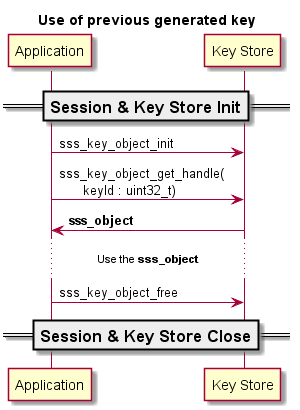 Use of previous generated key
Application
Key Store
Session & Key Store Init
sss_key_object_init
sss_key_object_get_handle(
keyId : uint32_t)
sss_object
Use the sss_object
sss_key_object_free
Session & Key Store Close
Application
Key Store